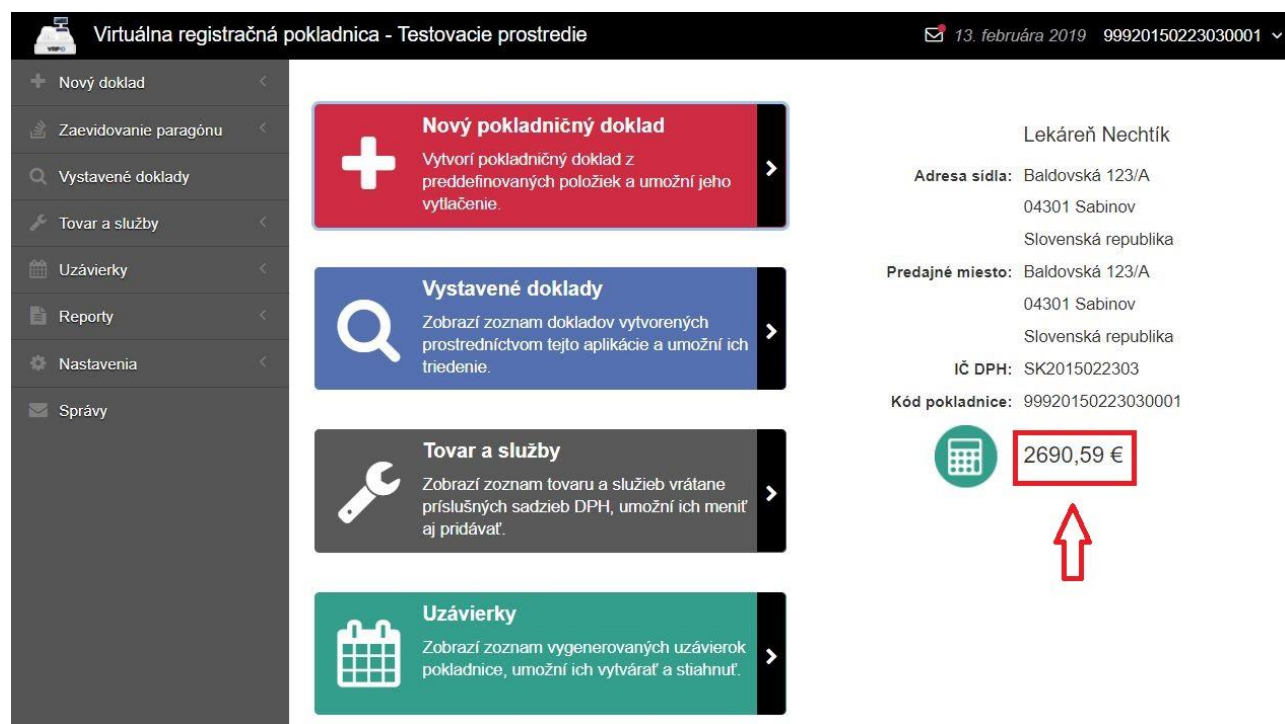 Virtuálna registračná pokladnica - Testovacie prostredie
13. februára 2019 99920150223030001
Nový doklad
Zaevidovanie paragónu
Vystavené doklady
Tovar a služby
Uzávierky
Reporty
Nastavenia
Správy
Nový pokladničný doklad
Vytvorí pokladničný doklad z
preddefinovaných položiek a umožní jeho
vytlačenie.
Vystavené doklady
Zobrazí zoznam dokladov vytvorených
prostredníctvom tejto aplikácie a umožní ich
triedenie.
Tovar a služby
Zobrazí zoznam tovaru a služieb vrátane
príslušných sadzieb DPH, umožní ich meniť
aj pridávať.
Uzávierky
Zobrazí zoznam vygenerovaných uzávierok
pokladnice, umožní ich vytvárať a stiahnuť.
Lekáreň Nechtík
Adresa sídla: Baldovská 123/A
04301 Sabinov
Slovenská republika
Predajné miesto: Baldovská 123/A
04301 Sabinov
Slovenská republika
IČ DPH: SK2015022303
Kód pokladnice: 99920150223030001
2690,59 €